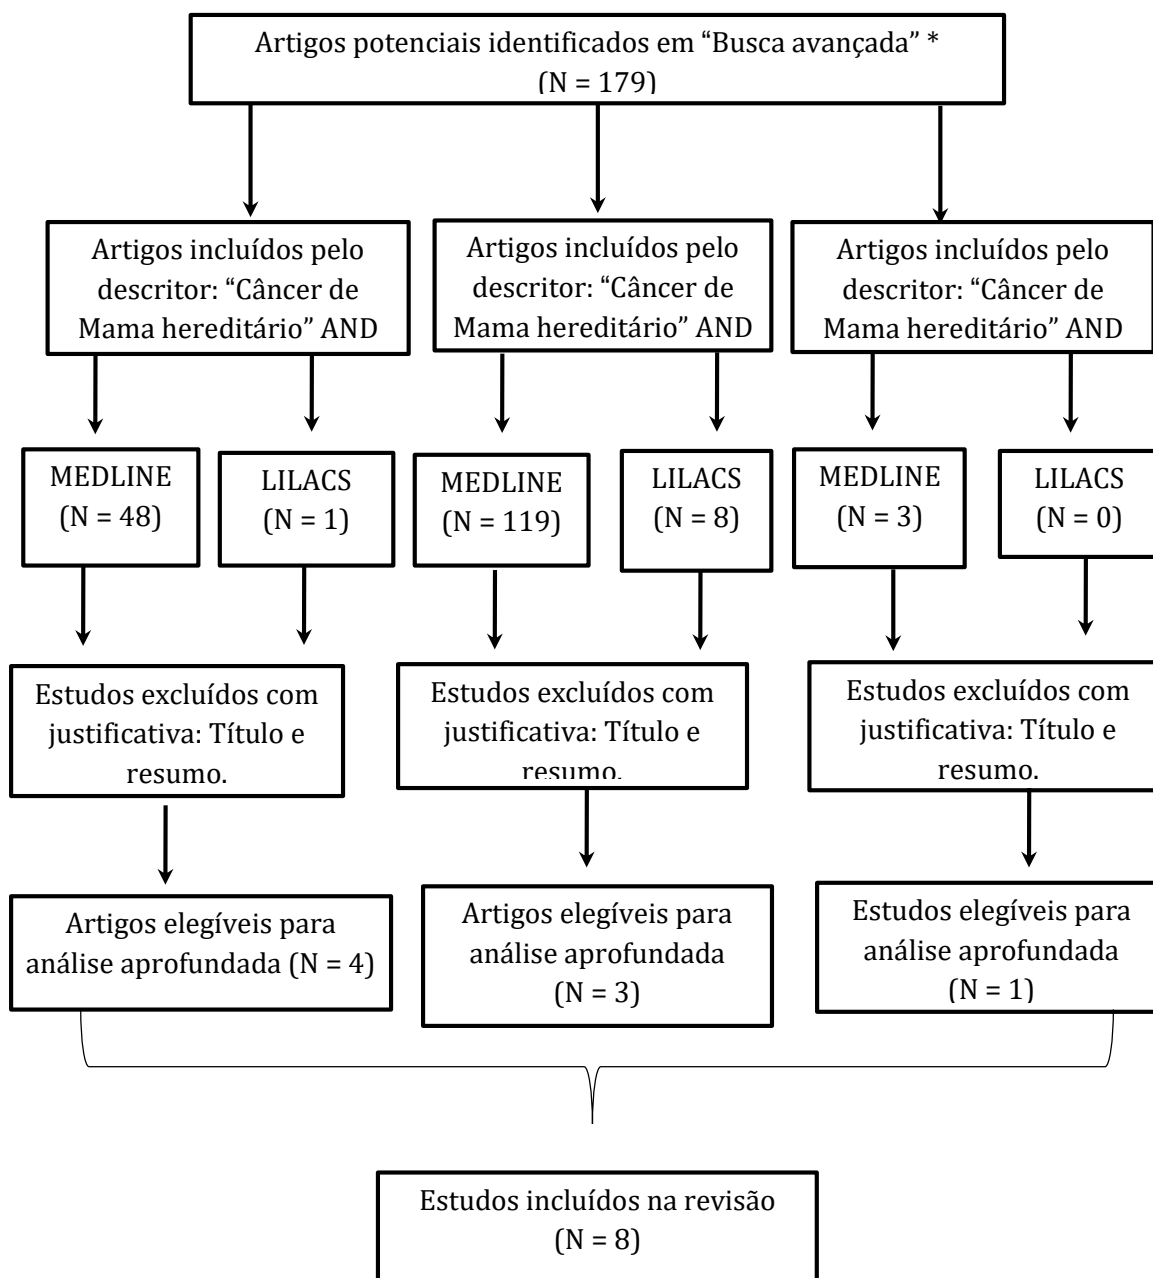 Artigos potenciais identificados em “Busca avançada” *
(N = 179)
Artigos incluídos pelo
descritor: “Câncer de
Mama hereditário” AND
Artigos incluídos pelo
descritor: “Câncer de
Mama hereditário” AND
Artigos incluídos pelo
descritor: “Câncer de
Mama hereditário” AND
MEDLINE
(N = 48)
LILACS
(N = 1)
MEDLINE
(N = 119)
LILACS
(N = 8)
MEDLINE
(N = 3)
LILACS
(N = 0)
Estudos excluídos com
justificativa: Título e
resumo.
Estudos excluídos com
justificativa: Título e
resumo.
Estudos excluídos com
justificativa: Título e
resumo.
Artigos elegíveis para
análise aprofundada (N = 4)
Artigos elegíveis para
análise aprofundada
(N = 3)
Estudos elegíveis para
análise aprofundada
(N = 1)
Estudos incluídos na revisão
(N = 8)